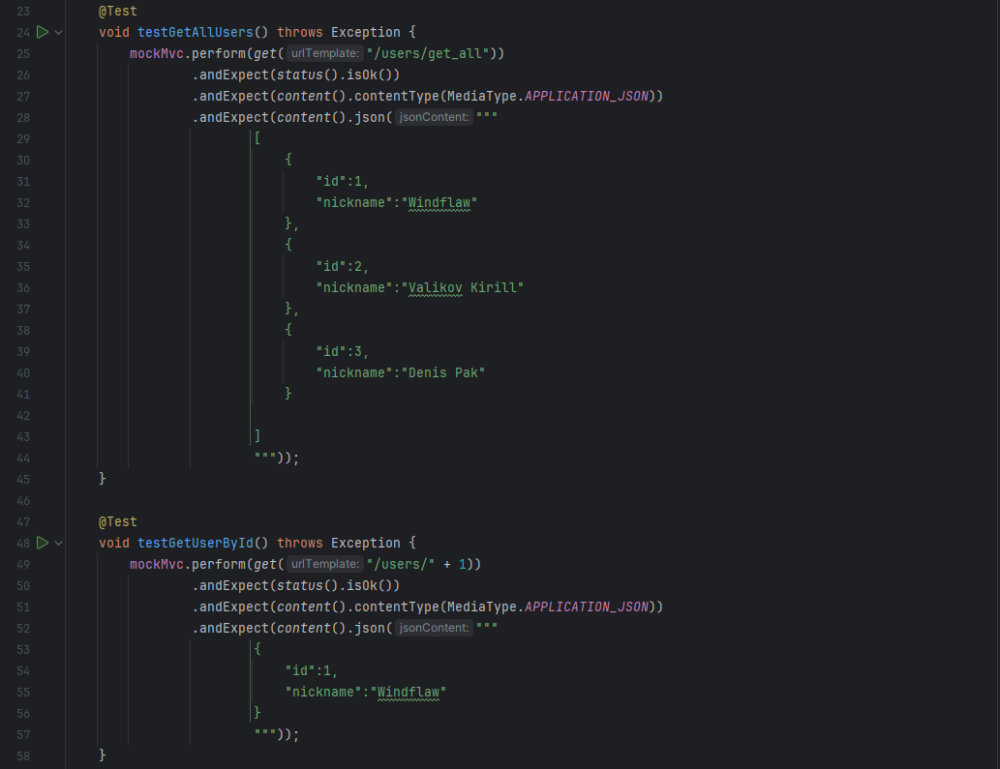 23 @Test
24 void testGetAllUsers() throws Exception {
25 mockMvc.perform(get( urlTemplate: "/users/get_all"))
26 .andExpect(status().isOk())
27 .andExpect(content().contentType(MediaType.APPLICATION_JSON))
28 .andExpect(content().json( jsonContent: """
29 [
30 {
31 "id":1,
32 "nickname":"Windflaw"
33 },
34 {
35 "id":2,
36 "nickname":"Valikov Kirill"
37 },
38 {
39 "id":3,
40 "nickname":"Denis Pak"
41 }
42
43 ]
44 """));
45 }
46
47 @Test
48 void testGetUserById() throws Exception {
49 mockMvc.perform(get( urlTemplate: "/users/" + 1))
50 .andExpect(status().isOk())
51 .andExpect(content().contentType(MediaType.APPLICATION_JSON))
52 .andExpect(content().json( jsonContent: """
53 {
54 "id":1,
55 "nickname":"Windflaw"
56 }
57 """));
58 }